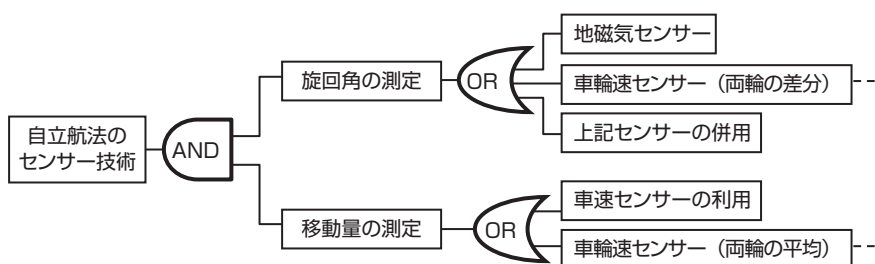 自立航法の
センサー技術
AND
旋回角の測定
OR
地磁気センサー
車輪速センサー（両輪の差分）
上記センサーの併用
移動量の測定
OR
車速センサーの利用
車輪速センサー（両輪の平均）